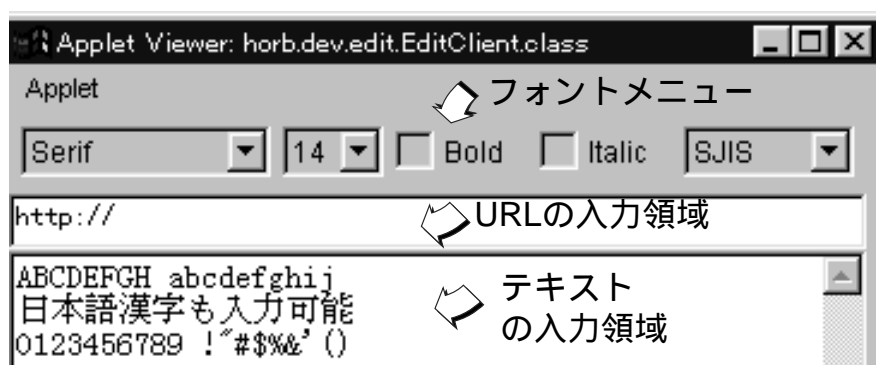 Applet Viewer: horb.dev.edit.EditClient.class
Applet
フォントメニュー
Serif 14 Bold Italic SJIS
http://
URLの入力領域
ABCDEFGH abcdefghij
日本語漢字も入力可能
0123456789 !"#$%&'()
テキスト
の入力領域